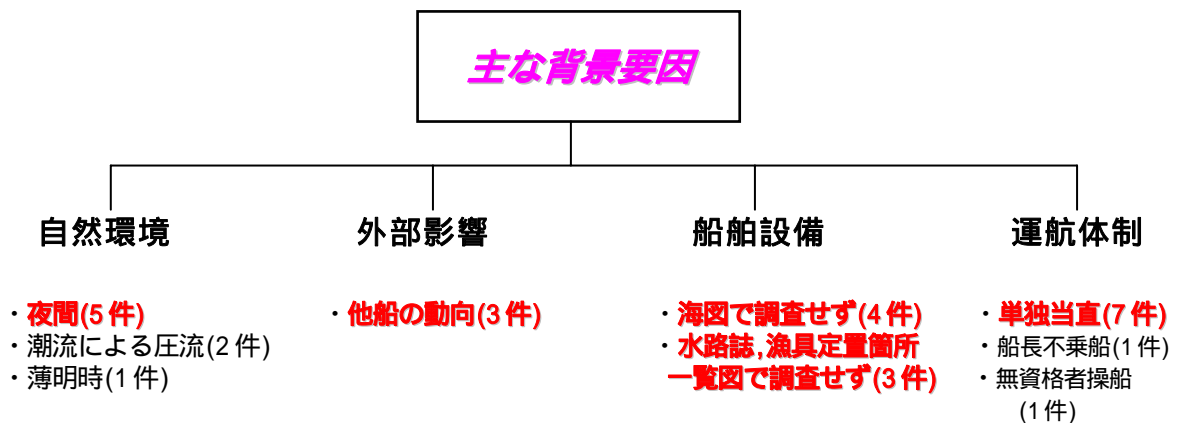 主な背景要因
自然環境
・夜間(5件)
・潮流による圧流(2件)
・薄明時(1件)
外部影響
・他船の動向(3件)
船舶設備
・海図で調査せず(4件)
・水路誌,漁具定置箇所
一覧図で調査せず(3件)
運航体制
・単独当直(7件)
・船長不乗船(1件)
・無資格者操船
(1件)